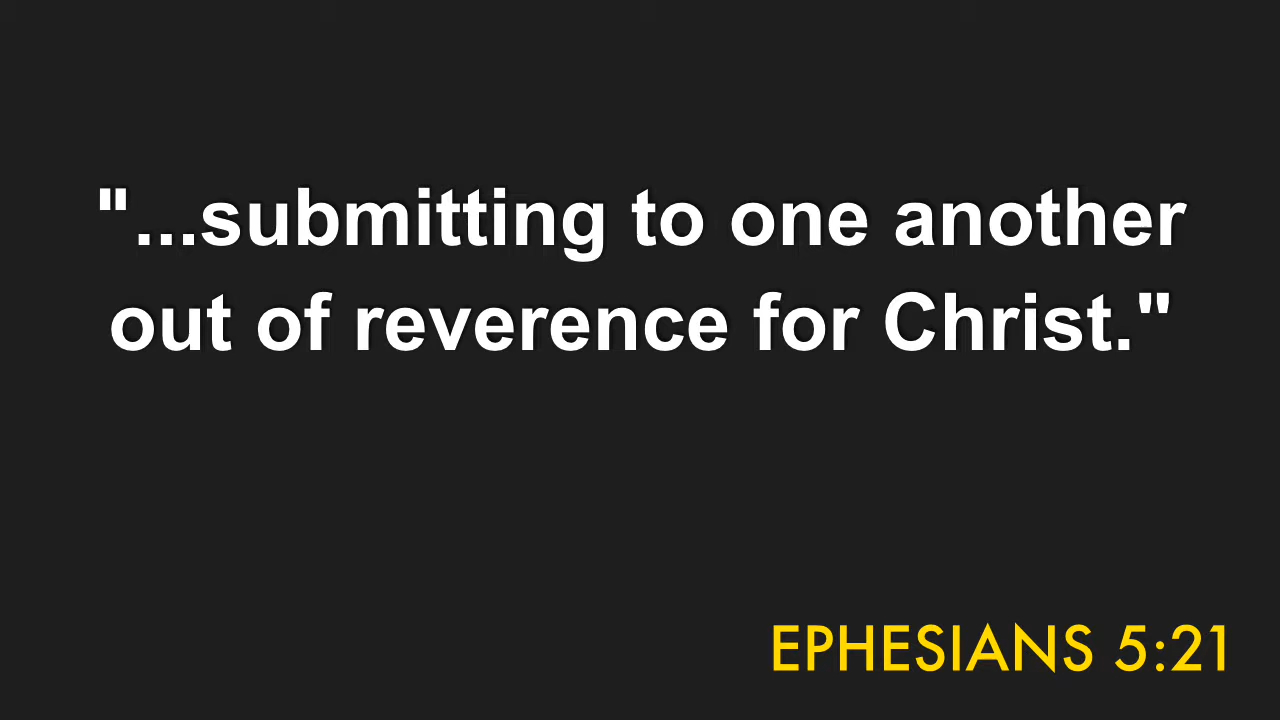 "...submitting to one another
out of reverence for Christ."
EPHESIANS 5:21